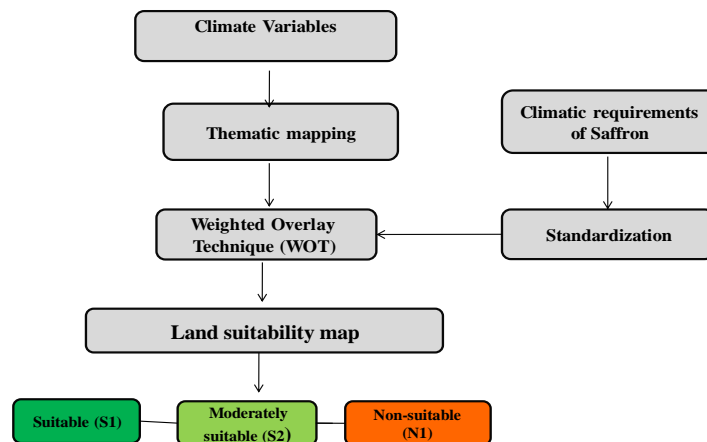 Climate Variables
Thematic mapping
Climatic requirements
of Saffron
Weighted Overlay
Technique (WOT)
Standardization
Land suitability map
Suitable (S1)
Moderately
suitable (S2)
Non-suitable
(N1)